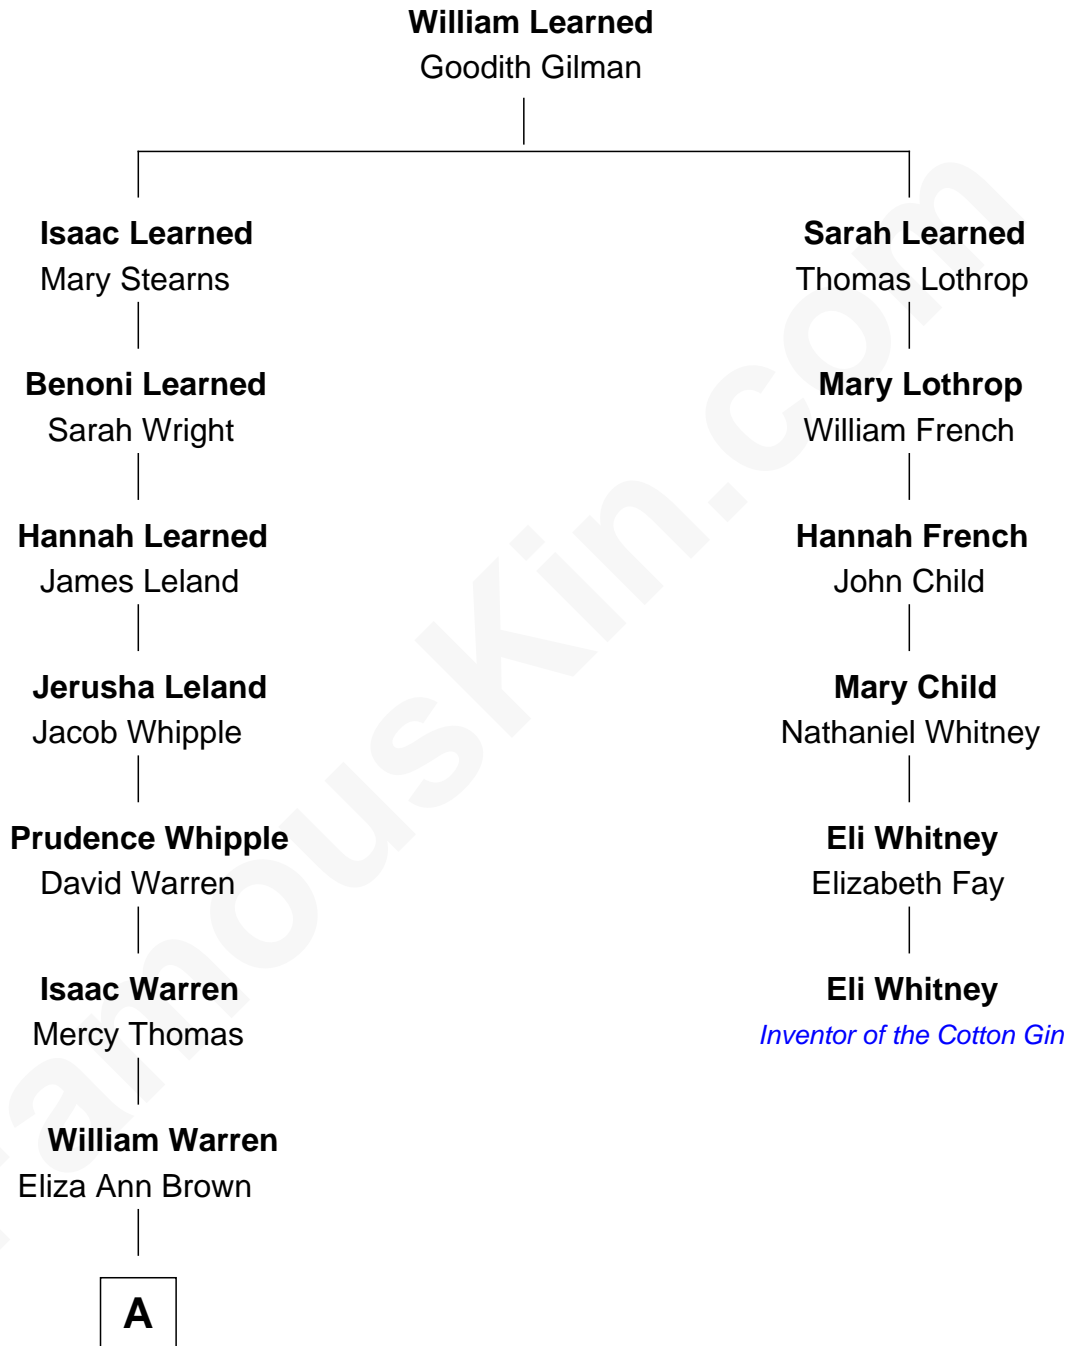 William Learned
Goodith Gilman
Isaac Learned
Mary Stearns
Sarah Learned
Thomas Lothrop
Benoni Learned
Sarah Wright
Mary Lothrop
William French
Hannah Learned
James Leland
Hannah French
John Child
Jerusha Leland
Jacob Whipple
Mary Child
Nathaniel Whitney
Prudence Whipple
David Warren
Eli Whitney
Elizabeth Fay
Isaac Warren
Mercy Thomas
Eli Whitney
Inventor of the Cotton Gin
William Warren
Eliza Ann Brown
A
FamousKin.com